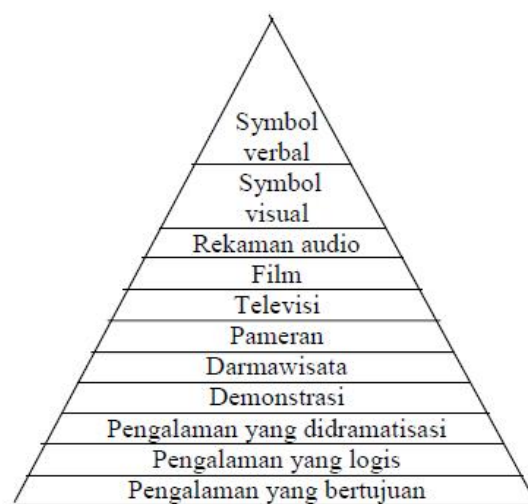 Symbol
verbal
Symbol
visual
Rekaman audio
Film
Televisi
Pameran
Darmawisata
Demonstrasi
Pengalaman yang didramatisasi
Pengalaman yang logis
Pengalaman yang bertujuan